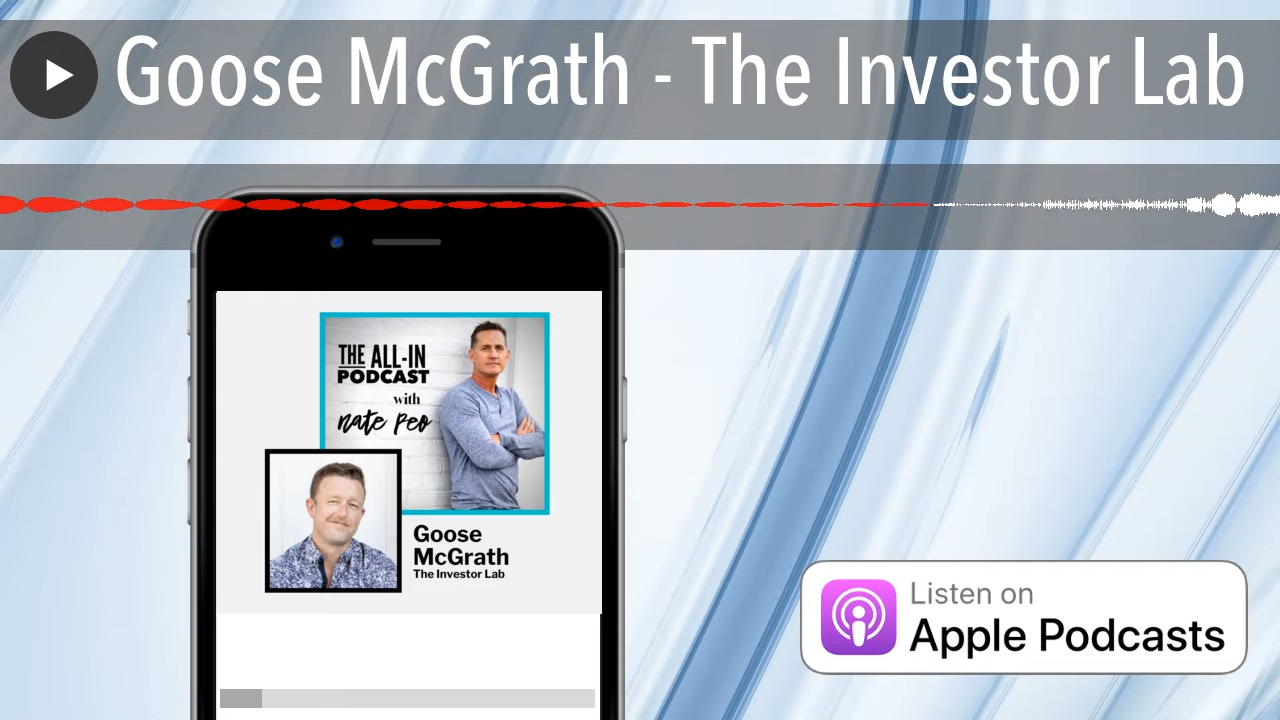 Goose McGrath - The Investor Lab
THE ALL-IN
PODCAST
with
nate peo
Goose
McGrath
The Investor Lab
Listen on
Apple Podcasts